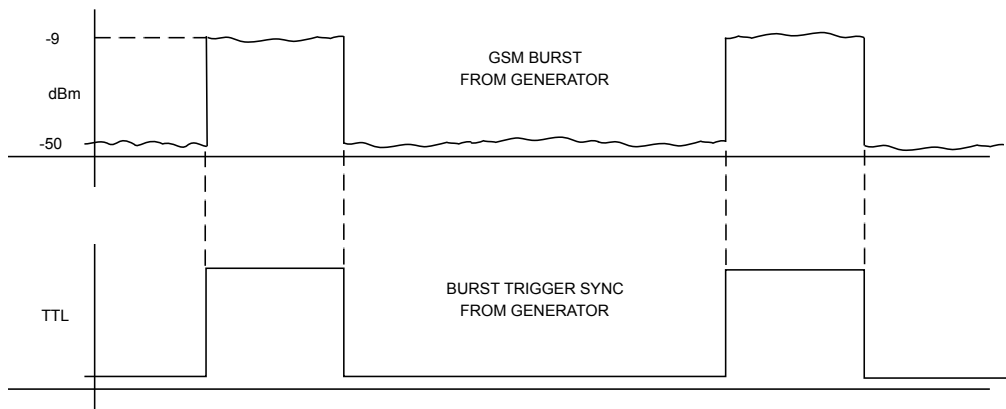 -9
GSM BURST
FROM GENERATOR
dBm
-50
BURST TRIGGER SYNC
FROM GENERATOR
TTL